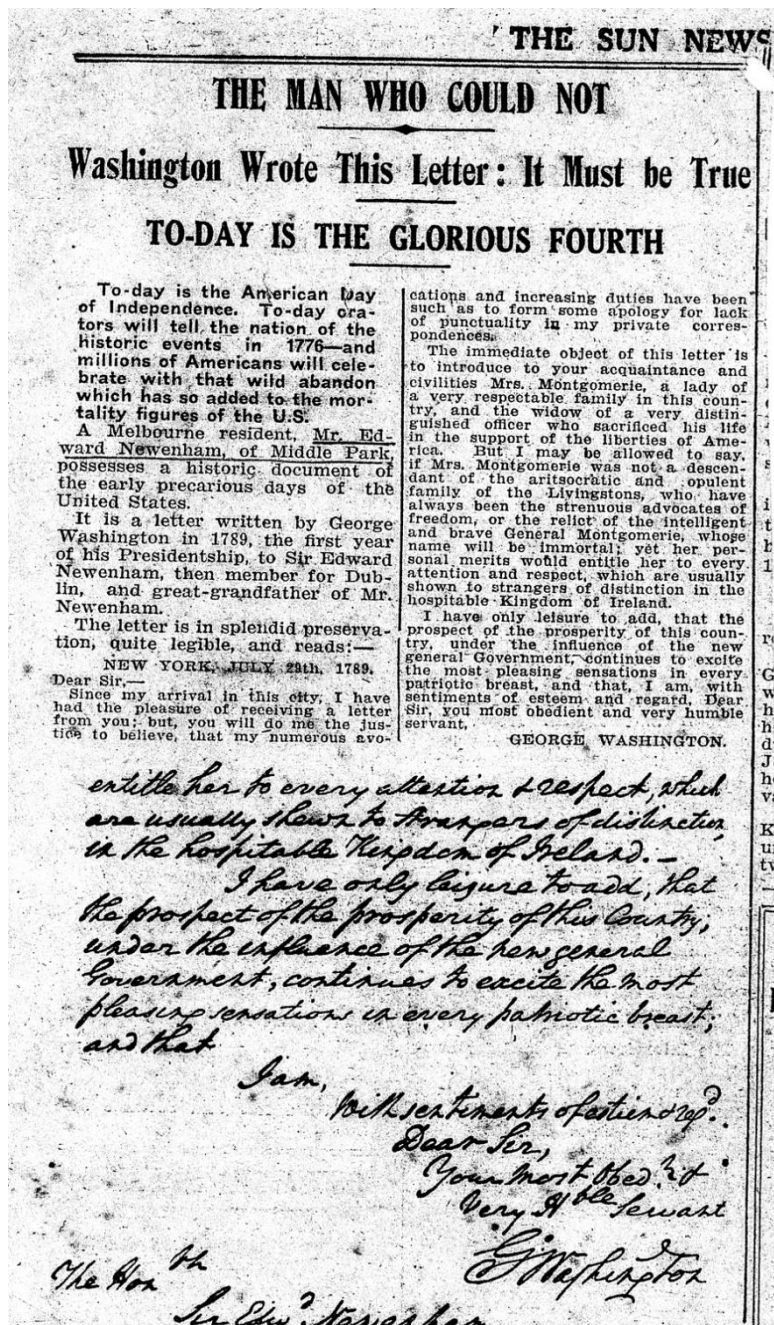 THE SUN NEWS
THE MAN WHO COULD NOT
Washington Wrote This Letter: It Must be True
TO-DAY IS THE GLORIOUS FOURTH
To-day is the American Day
of Independence. To-day ora-
tors will tell the nation of the
historic events in 1776—and
millions of Americans will cele-
brate with that wild abandon
which has so added to the mor-
tality figures of the U.S.
A Melbourne resident, Mr. Ed-
ward Newenham, of Middle Park,
possesses a historic document of
the early precarious days of the
United States.
It is a letter written by George
Washington in 1789, the first year
of his Presidentship, to Sir Edward
Newenham, then member for Dub-
lin, and great-grandfather of Mr.
Newenham.
The letter is in splendid preserva-
tion, quite legible, and reads:—
NEW YORK, JULY 29th, 1789.
Dear Sir,—
Since my arrival in this city, I have
had the pleasure of receiving a letter
from you; but, you will do me the jus-
tice to believe, that my numerous avo-
cations and increasing duties have been
such as to form some apology for lack
of punctuality in my private corres-
pondences.
The immediate object of this letter is
to introduce to your acquaintance and
civilities Mrs. Montgomerie, a lady of
a very respectable family in this coun-
try, and the widow of a very distin-
guished officer who sacrificed his life
in the support of the liberties of Ame-
rica. But I may be allowed to say,
if Mrs. Montgomerie was not a descen-
dant of the aritsocratic and opulent
family of the Livingstons, who have
always been the strenuous advocates of
freedom, or the relict of the intelligent
and brave General Montgomerie, whose
name will be immortal; yet her per-
sonal merits would entitle her to every
attention and respect, which are usually
shown to strangers of distinction in the
hospitable Kingdom of Ireland.
I have only leisure to add, that the
prospect of the prosperity of this coun-
try, under the influence of the new
general Government, continues to excite
the most pleasing sensations in every
patriotic breast, and that, I am, with
sentiments of esteem and regard, Dear
Sir, you most obedient and very humble
servant,
GEORGE WASHINGTON.
entitle her to every attention & respect, which
are usually shewn to strangers of distinction
in the hospitable Kingdom of Ireland.—
I have only leisure to add, that
the prospect of the prosperity of this Country,
under the influence of the new general
Government, continues to excite the most
pleasing sensations in every patriotic breast;
and that
I am,
With sentiments of esteem & regd.
Dear Sir,
Your most Obedt. &
Very Hble Servant
G Washington
The Honble
Sir Edwd Newenham